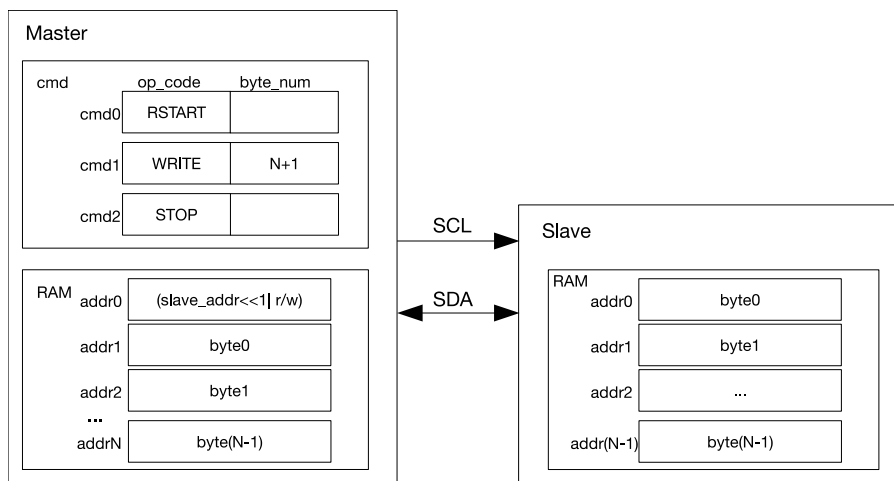 Master
cmd op_code byte_num
cmd0 RSTART
cmd1 WRITE N+1
cmd2 STOP
RAM
addr0 (slave_addr<<1| r/w)
addr1 byte0
addr2 byte1
...
addrN byte(N-1)
SCL
SDA
Slave
RAM
addr0 byte0
addr1 byte1
addr2 ...
addr(N-1) byte(N-1)